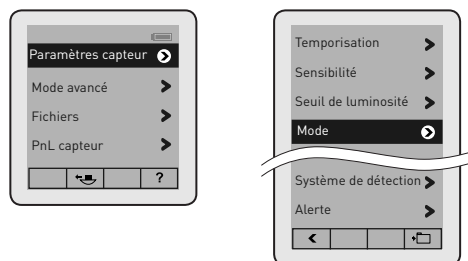 Paramètres capteur
Mode avancé
Fichiers
PnL capteur
?
Temporisation
Sensibilité
Seuil de luminosité
Mode
Système de détection
Alerte